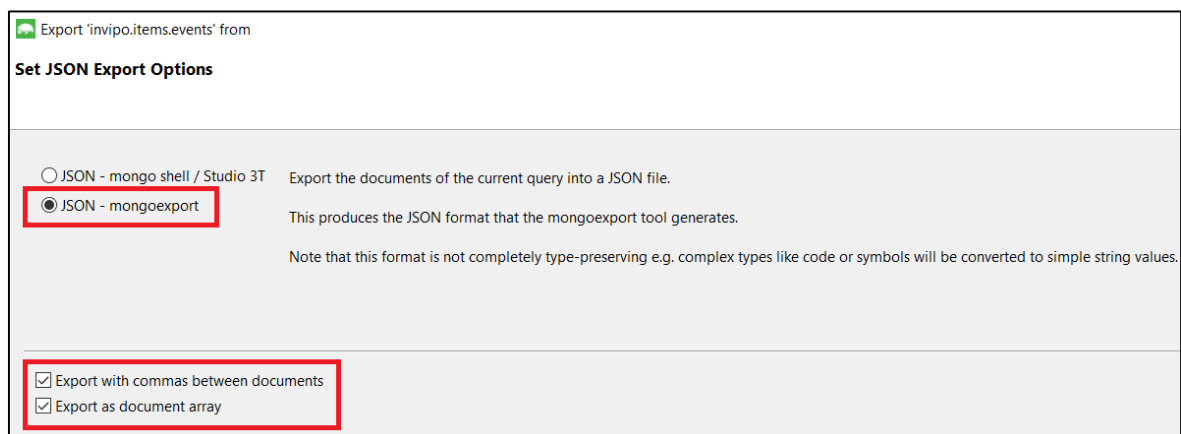 Export 'invipo.items.events' from
Set JSON Export Options
JSON - mongo shell / Studio 3T
JSON - mongoexport
Export the documents of the current query into a JSON file.
This produces the JSON format that the mongoexport tool generates.
Note that this format is not completely type-preserving e.g. complex types like code or symbols will be converted to simple string values.
Export with commas between documents
Export as document array